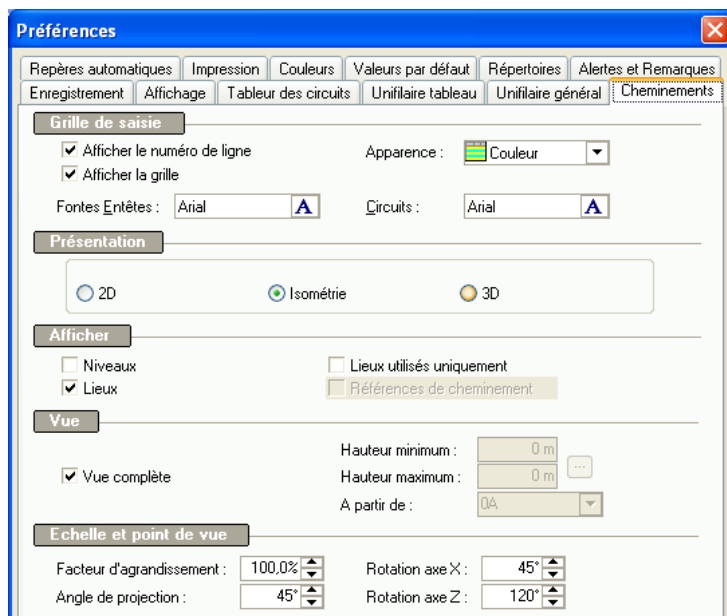 Préférences
Repères automatiques Impression Couleurs Valeurs par défaut Répertoires Alertes et Remarques
Enregistrement Affichage Tableur des circuits Unifilaire tableau Unifilaire général Cheminements
Grille de saisie
Afficher le numéro de ligne Apparence : Couleur
Afficher la grille
Fontes Entêtes : Arial A Circuits : Arial A
Présentation
2D Isométrie 3D
Afficher
Niveaux Lieux utilisés uniquement
Lieux Références de cheminement
Vue
Hauteur minimum : 0 m
Vue complète Hauteur maximum : 0 m ...
A partir de : 0A
Echelle et point de vue
Facteur d'agrandissement : 100,0% Rotation axe X : 45°
Angle de projection : 45° Rotation axe Z : 120°